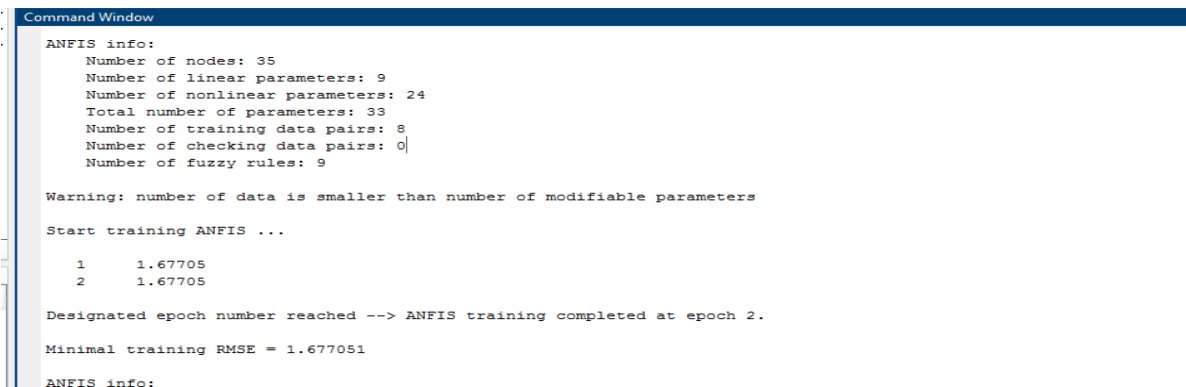 Command Window
ANFIS info:
Number of nodes: 35
Number of linear parameters: 9
Number of nonlinear parameters: 24
Total number of parameters: 33
Number of training data pairs: 8
Number of checking data pairs: 0
Number of fuzzy rules: 9
Warning: number of data is smaller than number of modifiable parameters
Start training ANFIS ...
1 1.67705
2 1.67705
Designated epoch number reached --> ANFIS training completed at epoch 2.
Minimal training RMSE = 1.677051
ANFIS info: